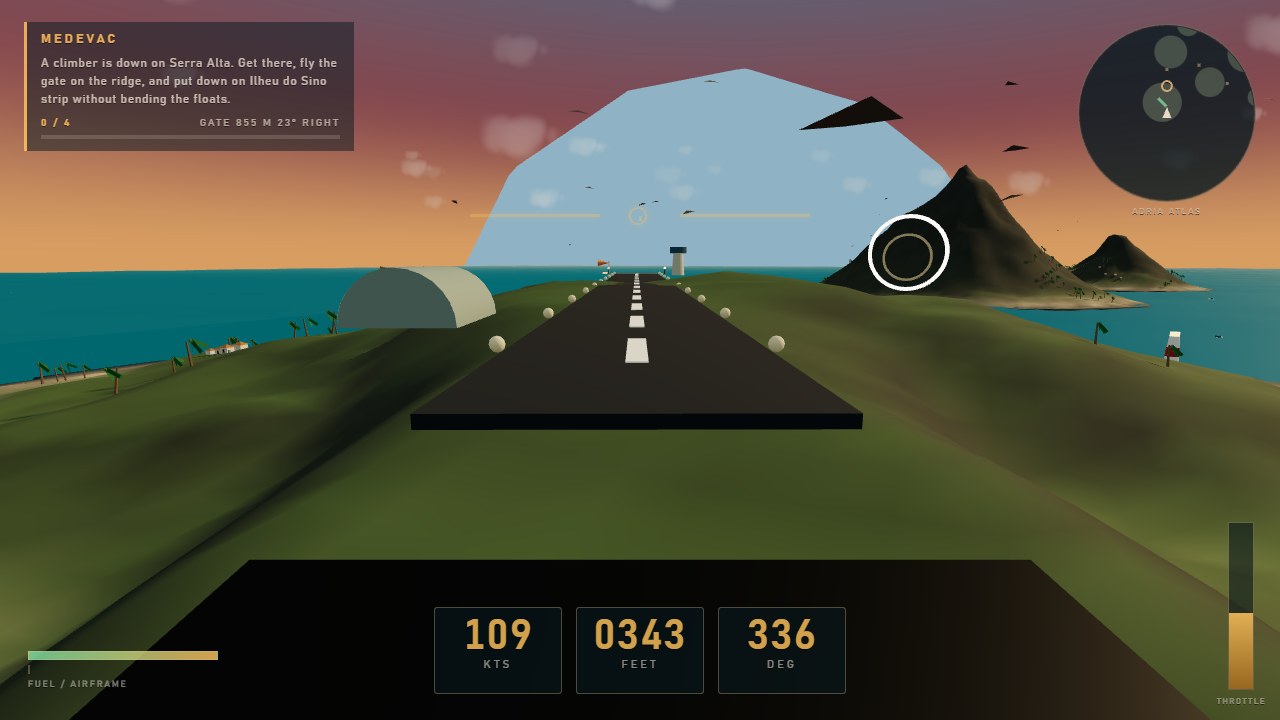 MEDEVAC
A climber is down on Serra Alta. Get there, fly the
gate on the ridge, and put down on Ilheu do Sino
strip without bending the floats.
0 / 4 GATE 855 M 23° RIGHT
ADRIA ATLAS
109 0343 336
KTS FEET DEG
FUEL / AIRFRAME
THROTTLE